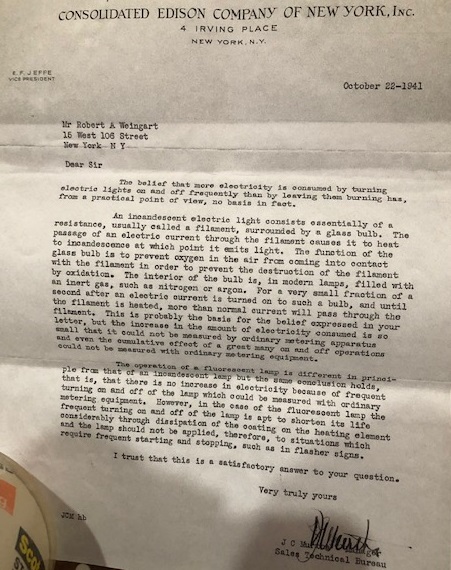 CONSOLIDATED EDISON COMPANY OF NEW YORK, INC.
4 IRVING PLACE
NEW YORK, N.Y.
E. F. JEFFE
VICE PRESIDENT
October 22-1941
Mr Robert A Weingart
15 West 106 Street
New York N Y
Dear Sir
The belief that more electricity is consumed by turning
electric lights on and off frequently than by leaving them burning has,
from a practical point of view, no basis in fact.
An incandescent electric light consists essentially of a
resistance, usually called a filament, surrounded by a glass bulb. The
passage of an electric current through the filament causes it to heat
to incandescence at which point it emits light. The function of the
glass bulb is to prevent oxygen in the air from coming into contact
with the filament in order to prevent the destruction of the filament
by oxidation. The interior of the bulb is, in modern lamps, filled with
an inert gas, such as nitrogen or argon. For a very small fraction of a
second after an electric current is turned on to such a bulb, and until
the filament is heated, more than normal current will pass through the
filament. This is probably the basis for the belief expressed in your
letter, but the increase in the amount of electricity consumed is so
small that it could not be measured by ordinary metering apparatus
and even the cumulative effect of a great many on and off operations
could not be measured with ordinary metering equipment.
The operation of a fluorescent lamp is different in princi-
ple from that of an incandescent lamp but the same conclusion holds,
that is, that there is no increase in electricity because of frequent
turning on and off of the lamp which could be measured with ordinary
metering equipment. However, in the case of the fluorescent lamp the
frequent turning on and off of the lamp is apt to shorten its life
considerably through dissipation of the coating on the heating element
and the lamp should not be applied, therefore, to situations which
require frequent starting and stopping, such as in flasher signs.
I trust that this is a satisfactory answer to your question.
Very truly yours
JCM hb
J C
Sales Technical Bureau
Scot